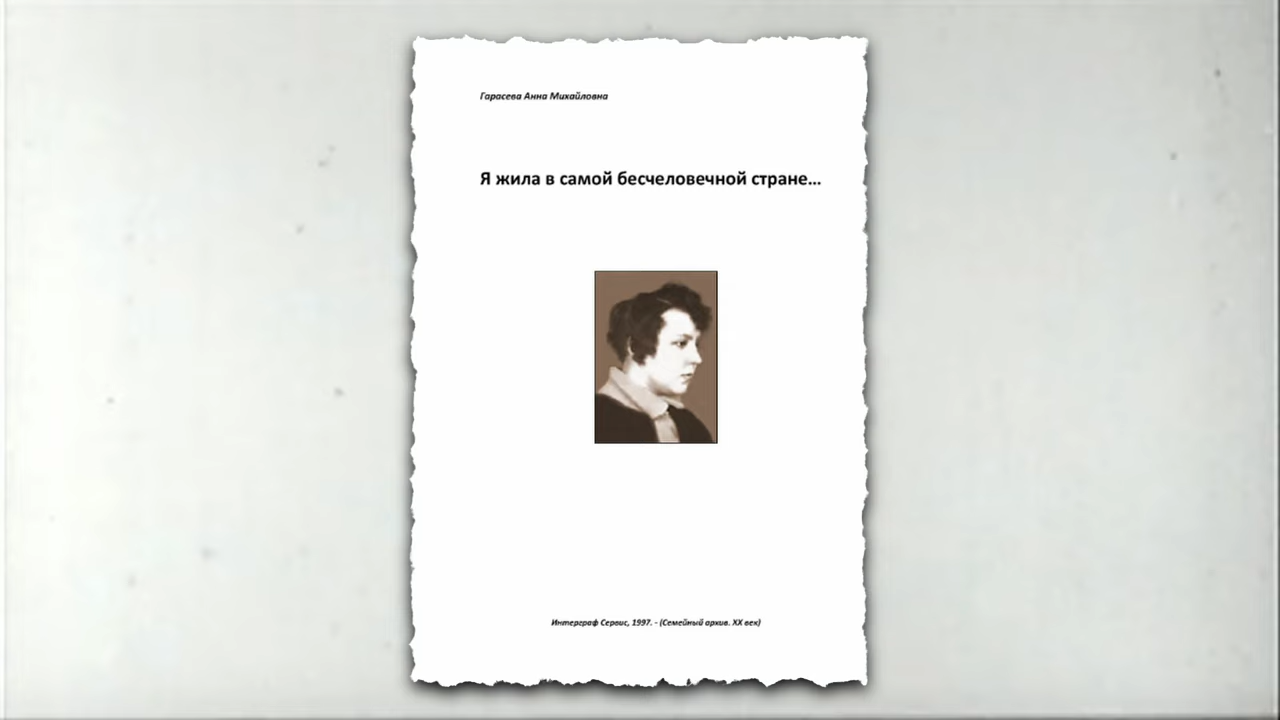 Гарасева Анна Михайловна
Я жила в самой бесчеловечной стране...
Интерграф Сервис, 1997. - (Семейный архив. XX век)